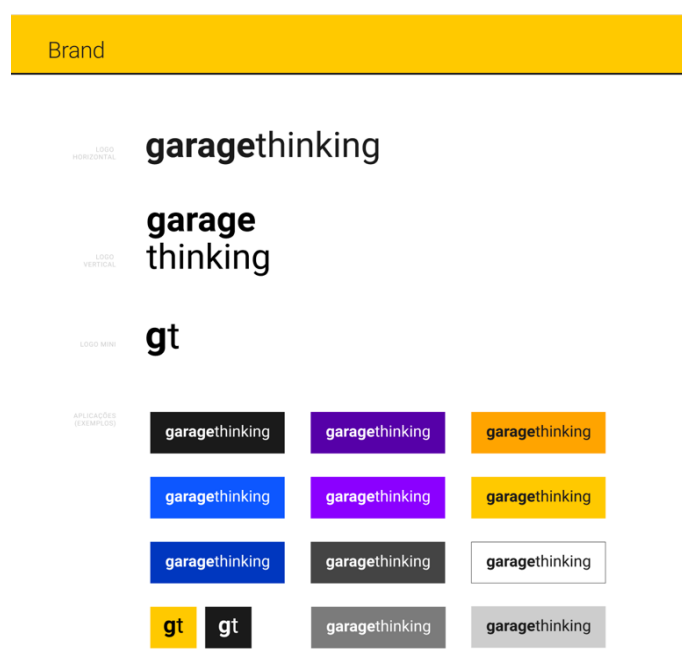 Brand
LOGO
HORIZONTAL
garagethinking
garage
thinking
LOGO
VERTICAL
LOGO MINI
gt
APLICAÇÕES
(EXEMPLOS)
garagethinking
garagethinking
garagethinking
garagethinking
garagethinking
garagethinking
garagethinking
garagethinking
garagethinking
gt
gt
garagethinking
garagethinking